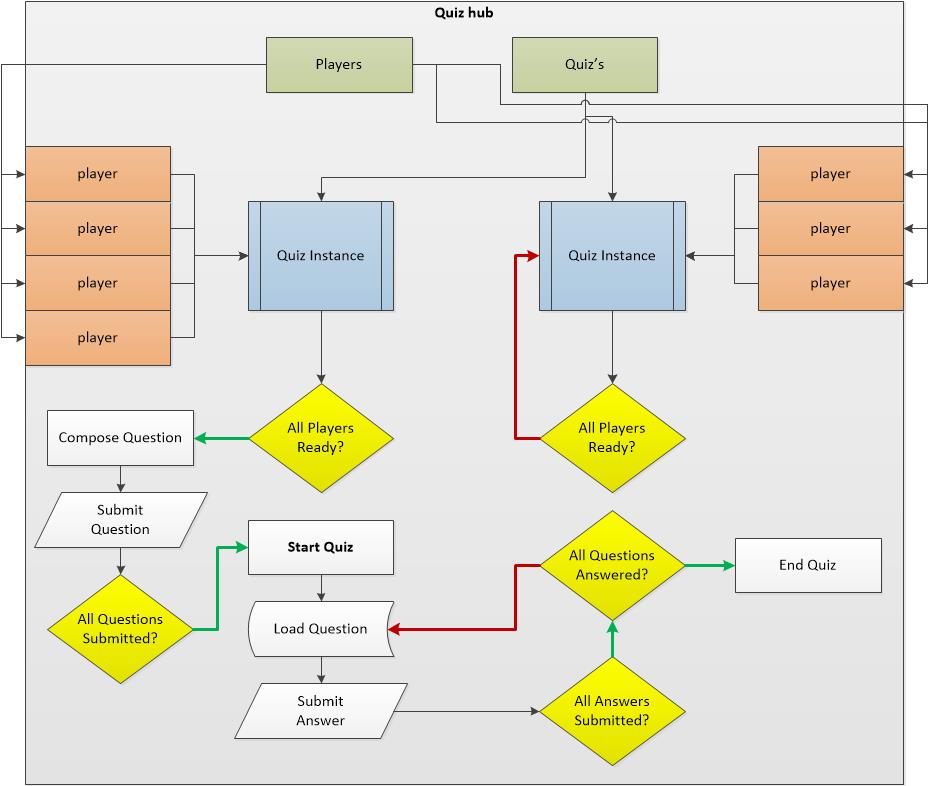 Quiz hub
Players
Quiz's
player
player
player
player
Quiz Instance
Quiz Instance
player
player
player
All Players
Ready?
All Players
Ready?
Compose Question
Submit
Question
All Questions
Submitted?
Start Quiz
Load Question
Submit
Answer
All Questions
Answered?
End Quiz
All Answers
Submitted?